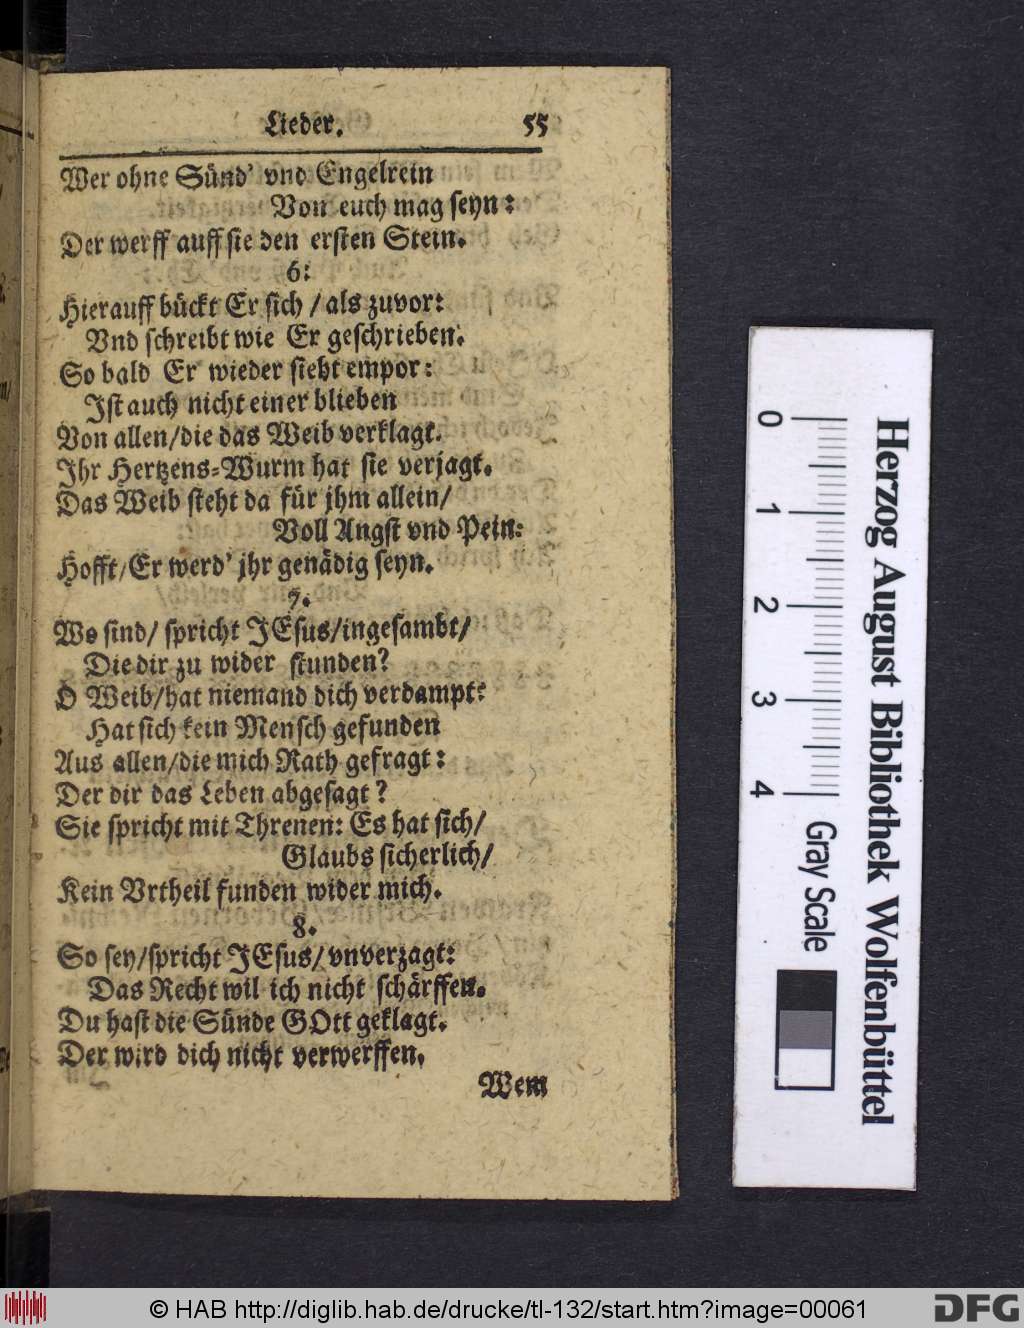 Lieder. 55
Wer ohne Sünd' vnd Engelrein
Von euch mag seyn:
Der werff auff sie den ersten Stein.
6:
Hierauff bückt Er sich / als zuvor:
Vnd schreibt wie Er geschrieben.
So bald Er wieder sieht empor:
Ist auch nicht einer blieben
Von allen/die das Weib verklagt.
Ihr Hertzens-Wurm hat sie verjagt.
Das Weib steht da für jhm allein/
Voll Angst vnd Pein:
Hofft/Er werd' jhr genädig seyn.
7.
Wo sind/ spricht JEsus/ingesambt/
Die dir zu wider stunden?
O Weib/hat niemand dich verdampt?
Hat sich kein Mensch gefunden
Aus allen/die mich Rath gefragt:
Der dir das Leben abgesagt?
Sie spricht mit Threnen: Es hat sich/
Glaubs sicherlich/
Kein Vrtheil funden wider mich.
8.
So sey/spricht JEsus/vnverzagt:
Das Recht wil ich nicht schärffen.
Du hast die Sünde GOtt geklagt.
Der wird dich nicht verwerffen.
Wem
Herzog August Bibliothek Wolfenbüttel
0 1 2 3 4 Gray Scale
© HAB http://diglib.hab.de/drucke/tl-132/start.htm?image=00061
DFG